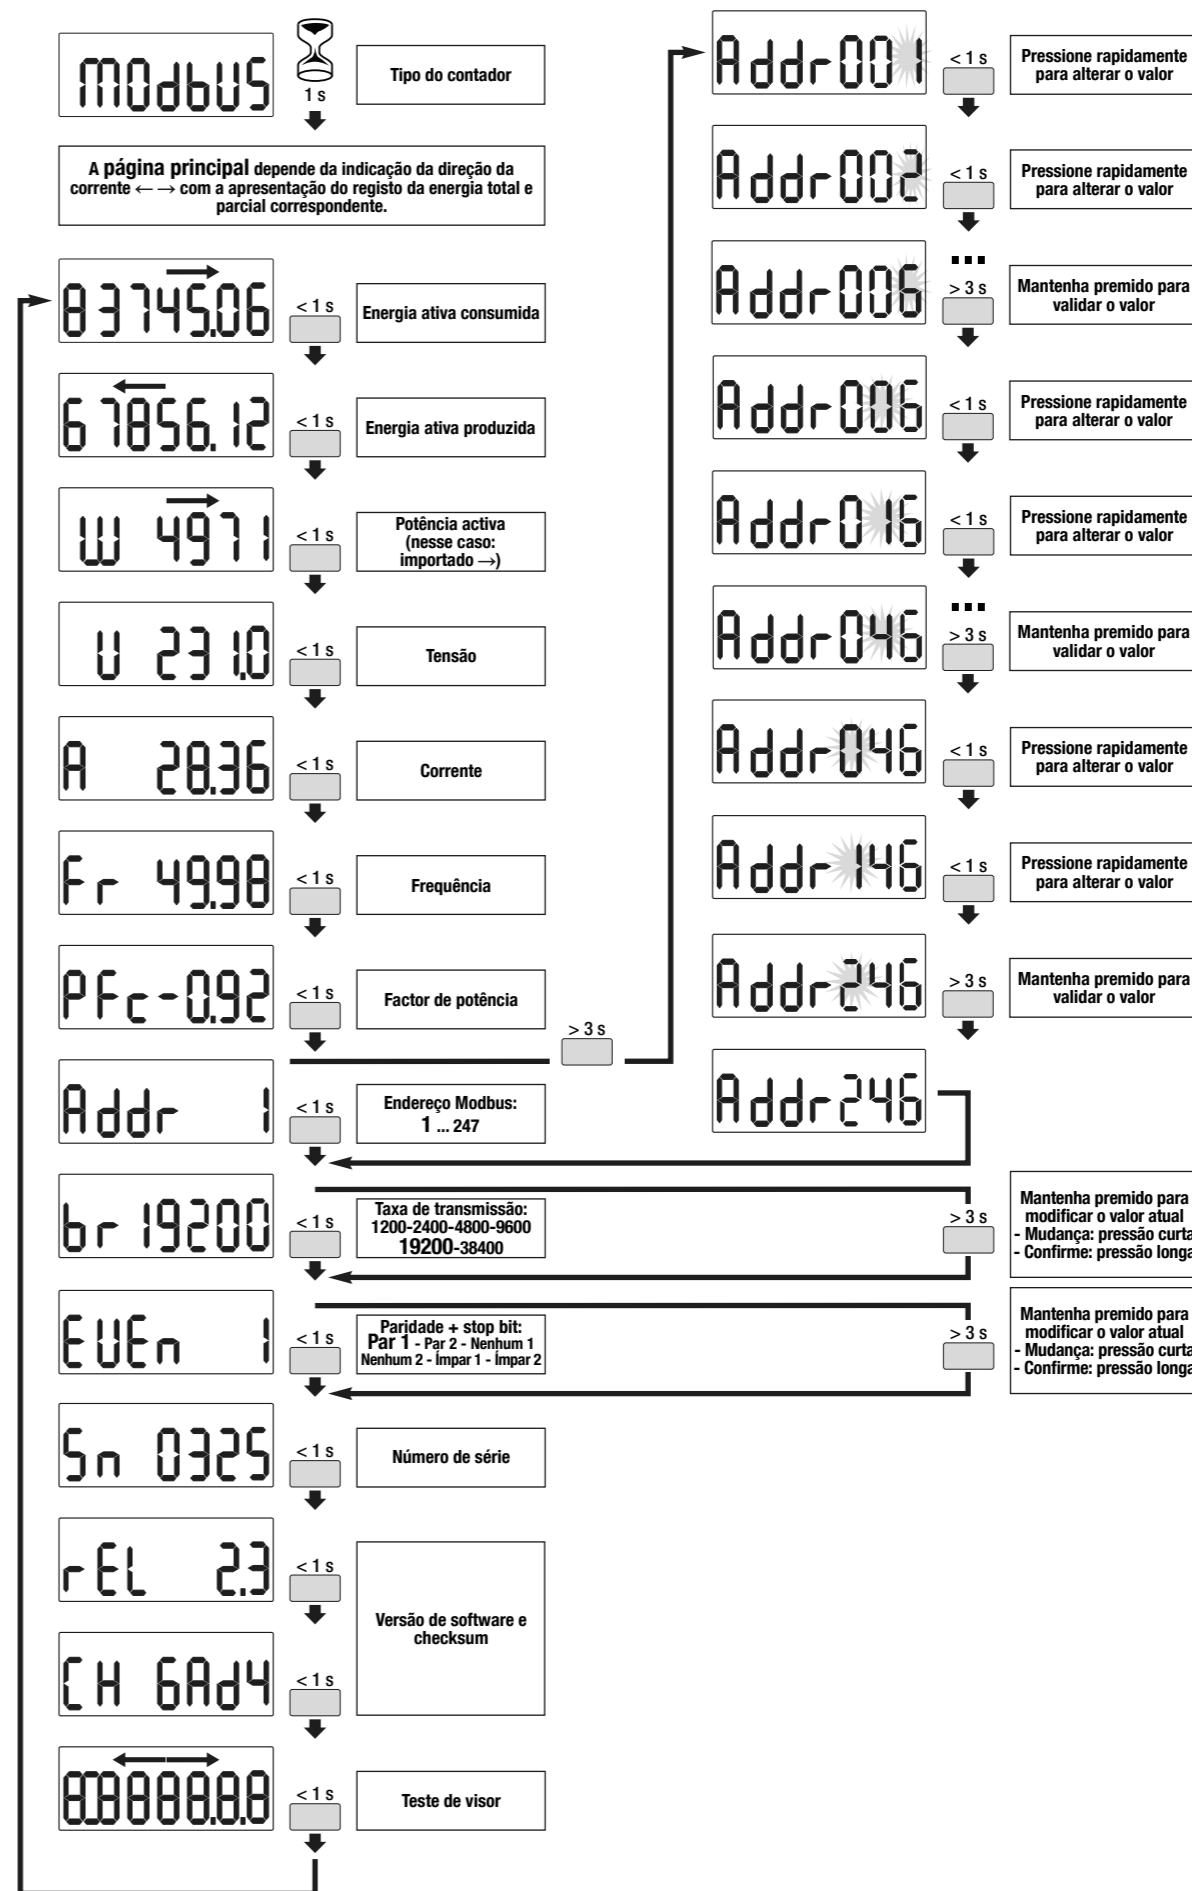 M0dbUS
1 s
Tipo do contador
A página principal depende da indicação da direção da
corrente ←→ com a apresentação do registo da energia total e
parcial correspondente.
83745.06
< 1 s
Energia ativa consumida
67856.12
< 1 s
Energia ativa produzida
W 4971
< 1 s
Potência activa
(nesse caso:
importado →)
U 231.0
< 1 s
Tensão
A 28.36
< 1 s
Corrente
Fr 49.98
< 1 s
Frequência
PFc-0.92
< 1 s
Factor de potência
> 3 s
Addr 1
< 1 s
Endereço Modbus:
1 ... 247
br 19200
< 1 s
Taxa de transmissão:
1200-2400-4800-9600
19200-38400
> 3 s
Mantenha premido para
modificar o valor atual
- Mudança: pressão curta
- Confirme: pressão longa
EUEn 1
< 1 s
Paridade + stop bit:
Par 1 - Par 2 - Nenhum 1
Nenhum 2 - Ímpar 1 - Ímpar 2
> 3 s
Mantenha premido para
modificar o valor atual
- Mudança: pressão curta
- Confirme: pressão longa
Sn 0325
< 1 s
Número de série
rEL 2.3
< 1 s
Versão de software e
checksum
CH 6Ad4
< 1 s
< 1 s
Teste de visor
Addr001
< 1 s
Pressione rapidamente
para alterar o valor
Addr002
< 1 s
Pressione rapidamente
para alterar o valor
Addr006
...
> 3 s
Mantenha premido para
validar o valor
Addr006
< 1 s
Pressione rapidamente
para alterar o valor
Addr016
< 1 s
Pressione rapidamente
para alterar o valor
Addr046
...
> 3 s
Mantenha premido para
validar o valor
Addr046
< 1 s
Pressione rapidamente
para alterar o valor
Addr146
< 1 s
Pressione rapidamente
para alterar o valor
Addr246
> 3 s
Mantenha premido para
validar o valor
Addr246